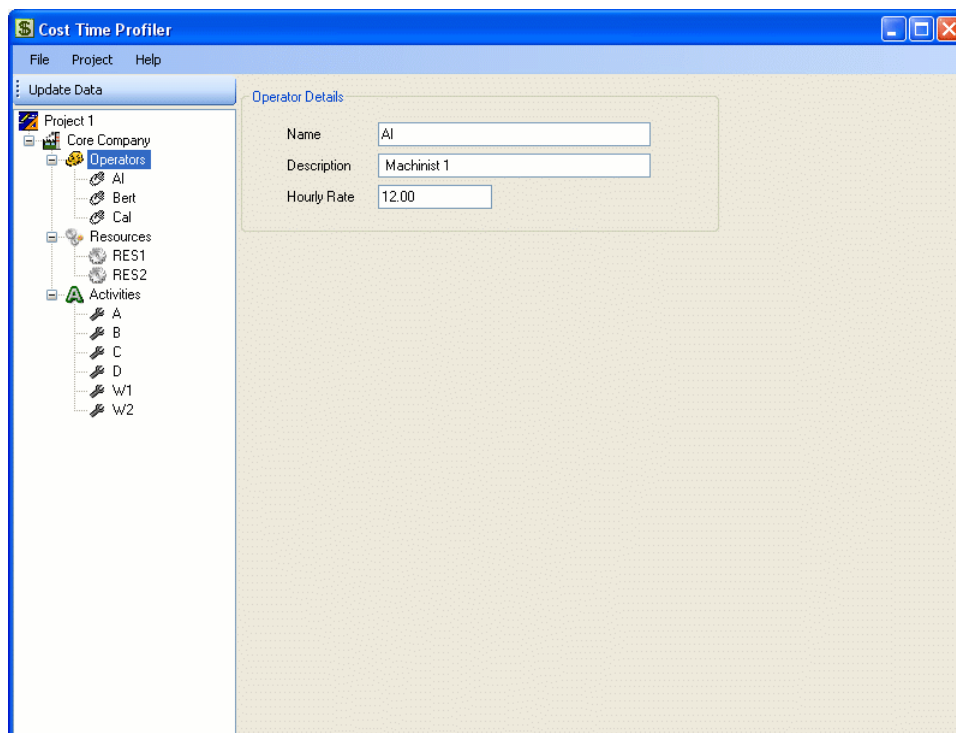 Cost Time Profiler
File Project Help
Update Data
Project 1
Core Company
Operators
Al
Bert
Cal
Resources
RES1
RES2
Activities
A
B
C
D
W1
W2
Operator Details
Name Al
Description Machinist 1
Hourly Rate 12.00